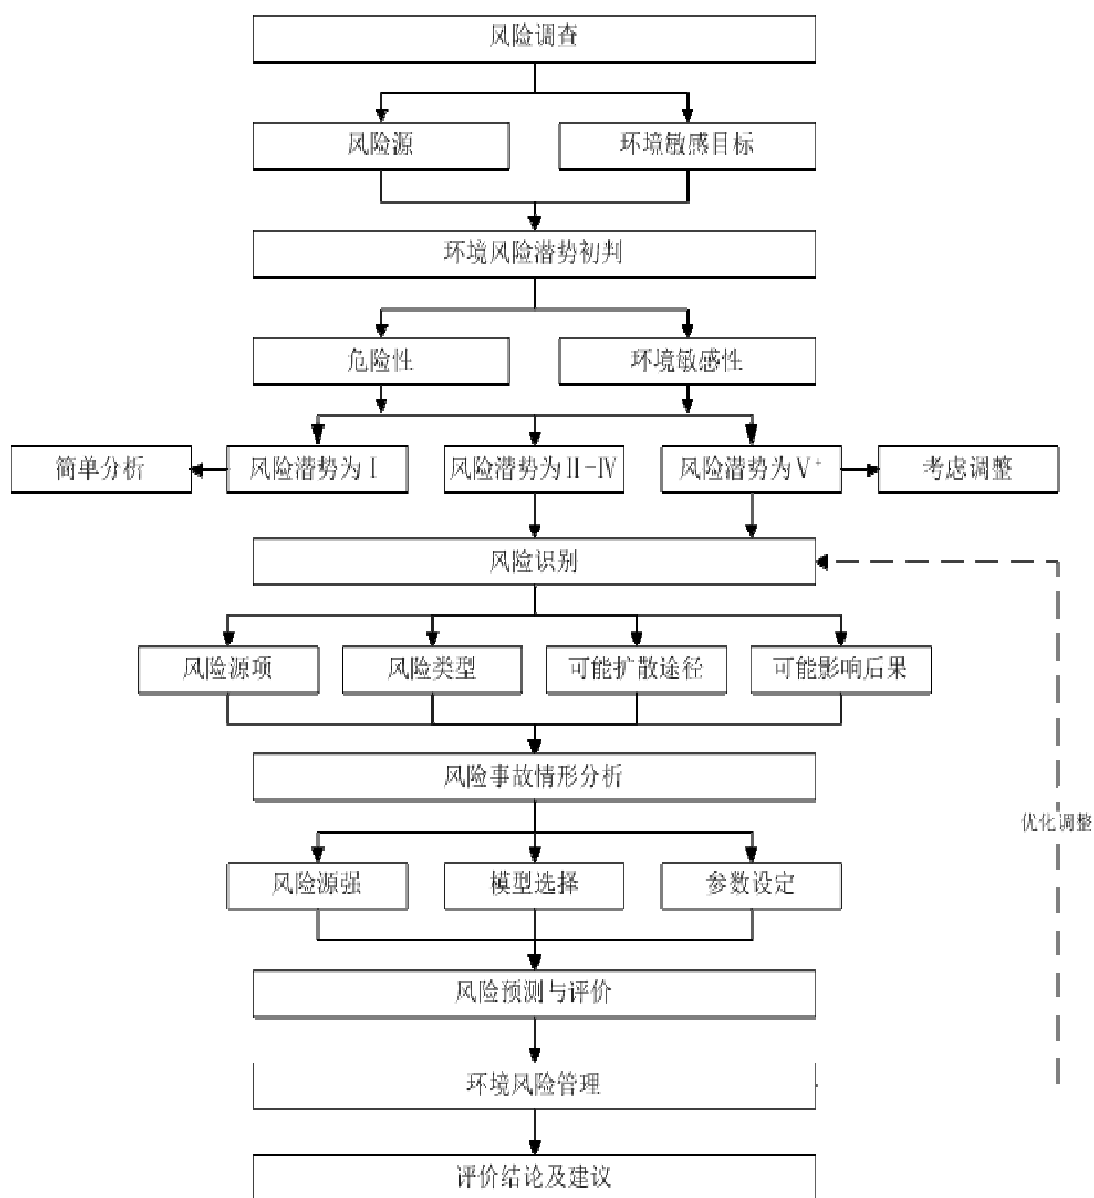 风险调查
风险源
环境敏感目标
环境风险潜势初判
危险性
环境敏感性
简单分析
风险潜势为Ⅰ
风险潜势为Ⅱ-Ⅳ
风险潜势为Ⅴ⁺
考虑调整
风险识别
风险源项
风险类型
可能扩散途径
可能影响后果
风险事故情形分析
优化调整
风险源强
模型选择
参数设定
风险预测与评价
环境风险管理
评价结论及建议